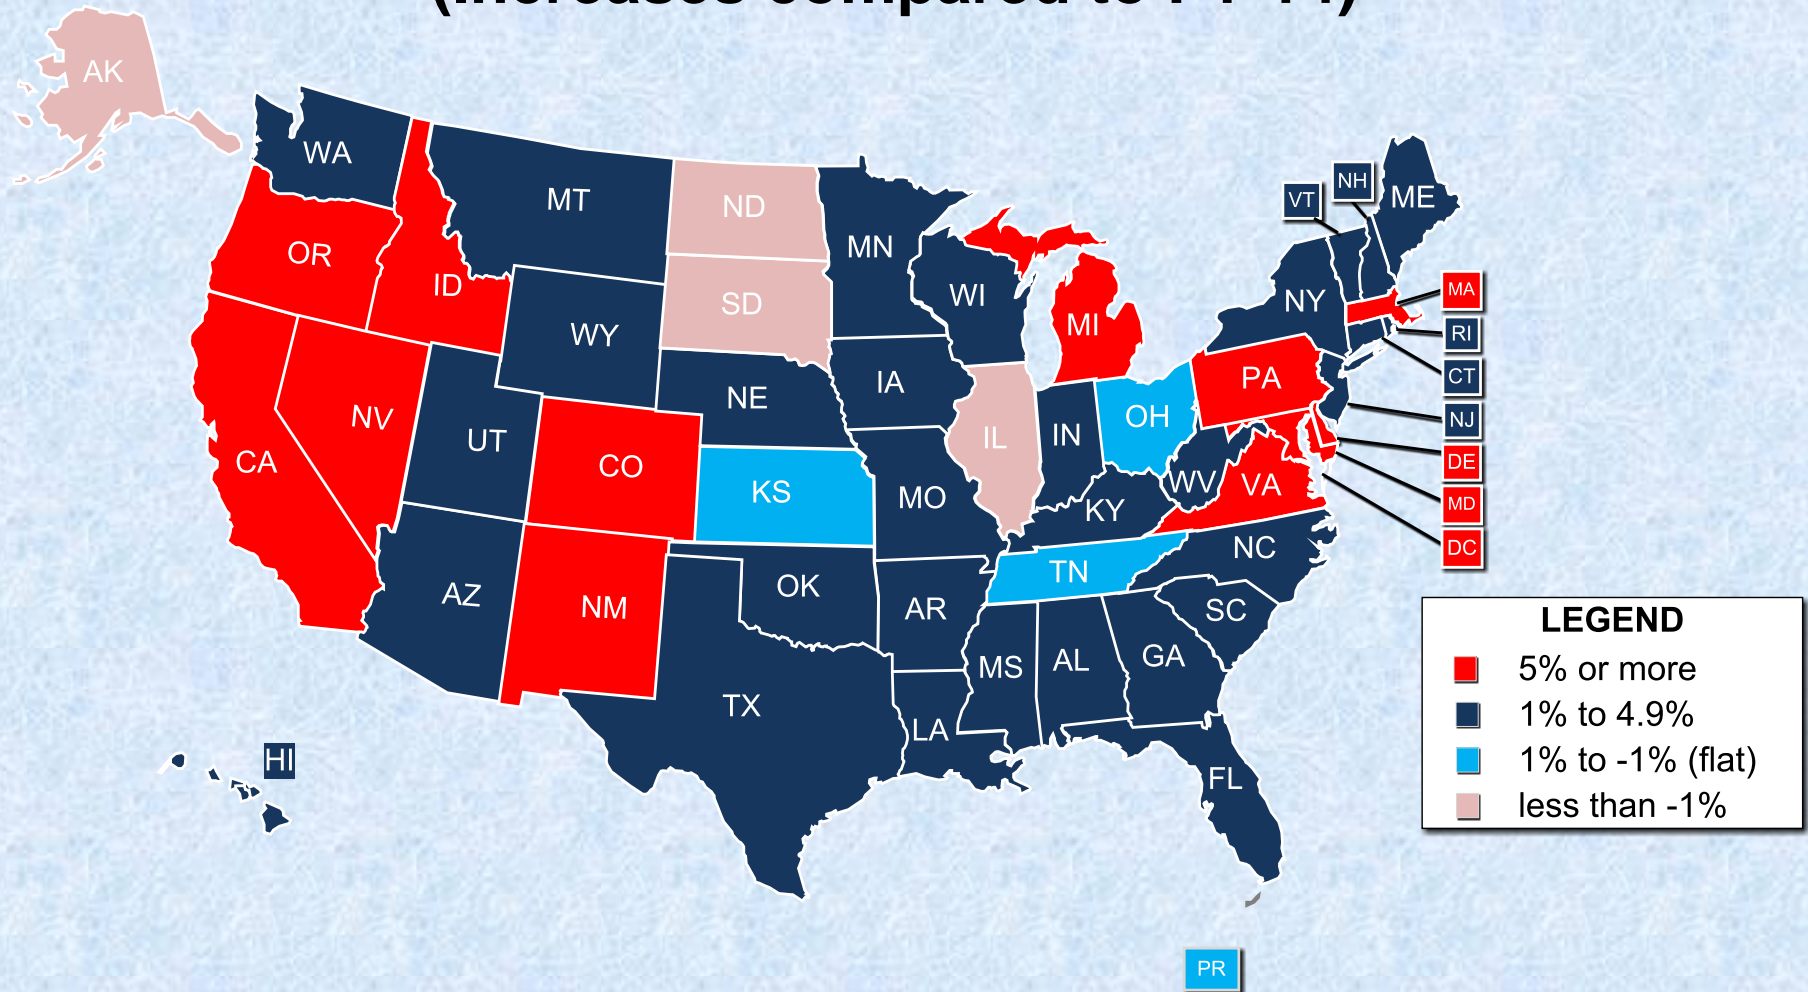 AK
WA
MT
ND
MN
VT
NH
ME
OR
ID
SD
WI
MI
NY
MA
RI
CT
NJ
WY
NE
IA
PA
NV
UT
CO
KS
IL
IN
OH
DE
MD
DC
CA
MO
KY
WV
VA
AZ
NM
OK
AR
TN
NC
SC
TX
LA
MS
AL
GA
FL
HI
PR
LEGEND
5% or more
1% to 4.9%
1% to -1% (flat)
less than -1%